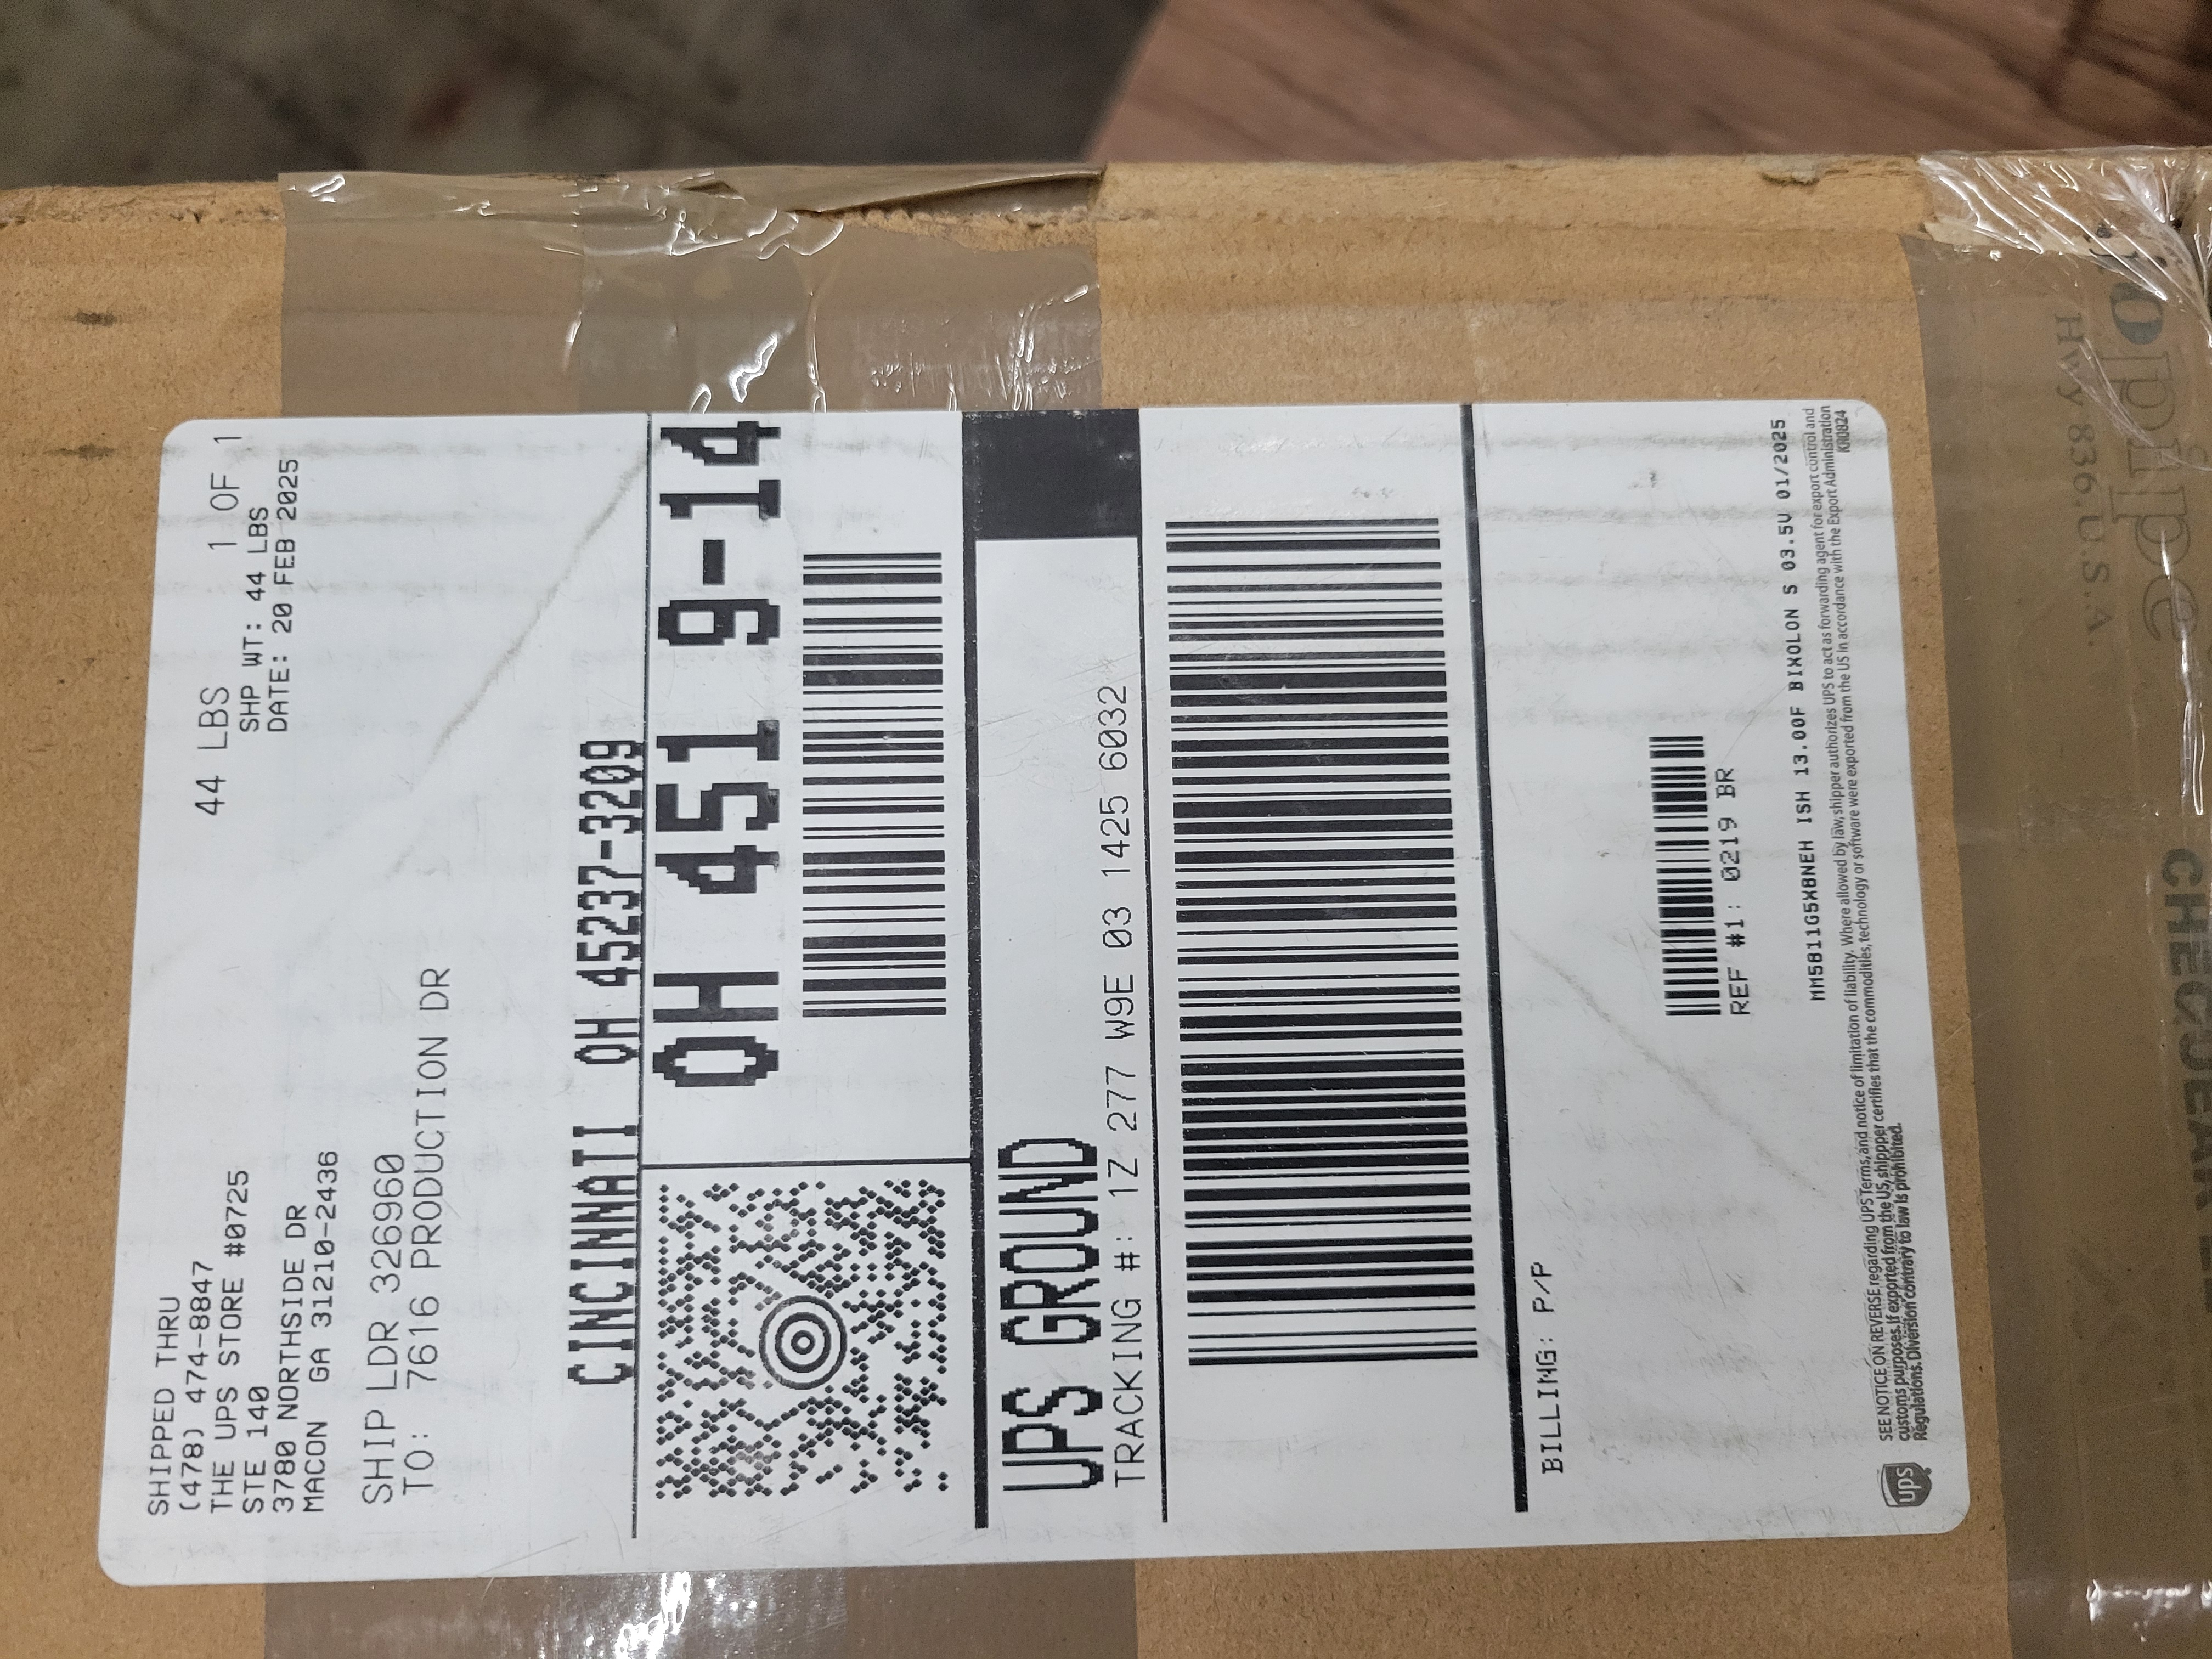 44 LBS 1 OF 1
SHP WT: 44 LBS
DATE: 20 FEB 2025
SHIPPED THRU
(478) 474-8847
THE UPS STORE #0725
STE 140
3780 NORTHSIDE DR
MACON GA 31210-2436
SHIP LDR 326960
TO: 7616 PRODUCTION DR
CINCINNATI OH 45237-3209
OH 451 9-14
UPS GROUND
TRACKING #: 1Z 277 W9E 03 1425 6032
BILLING: P/P
REF #1: 0219 BR
MM5811G5X8NEH ISH 13.00F BIXOLON S 03.5V 01/2025
SEE NOTICE ON REVERSE regarding UPS Terms, and notice of limitation of liability. Where allowed by law, shipper authorizes UPS to act as forwarding agent for export control and
customs purposes. If exported from the US, shipper certifies that the commodities, technology or software were exported from the US in accordance with the Export Administration
Regulations. Diversion contrary to law is prohibited. KR0824
ups
Hvy 836.U.S.A.